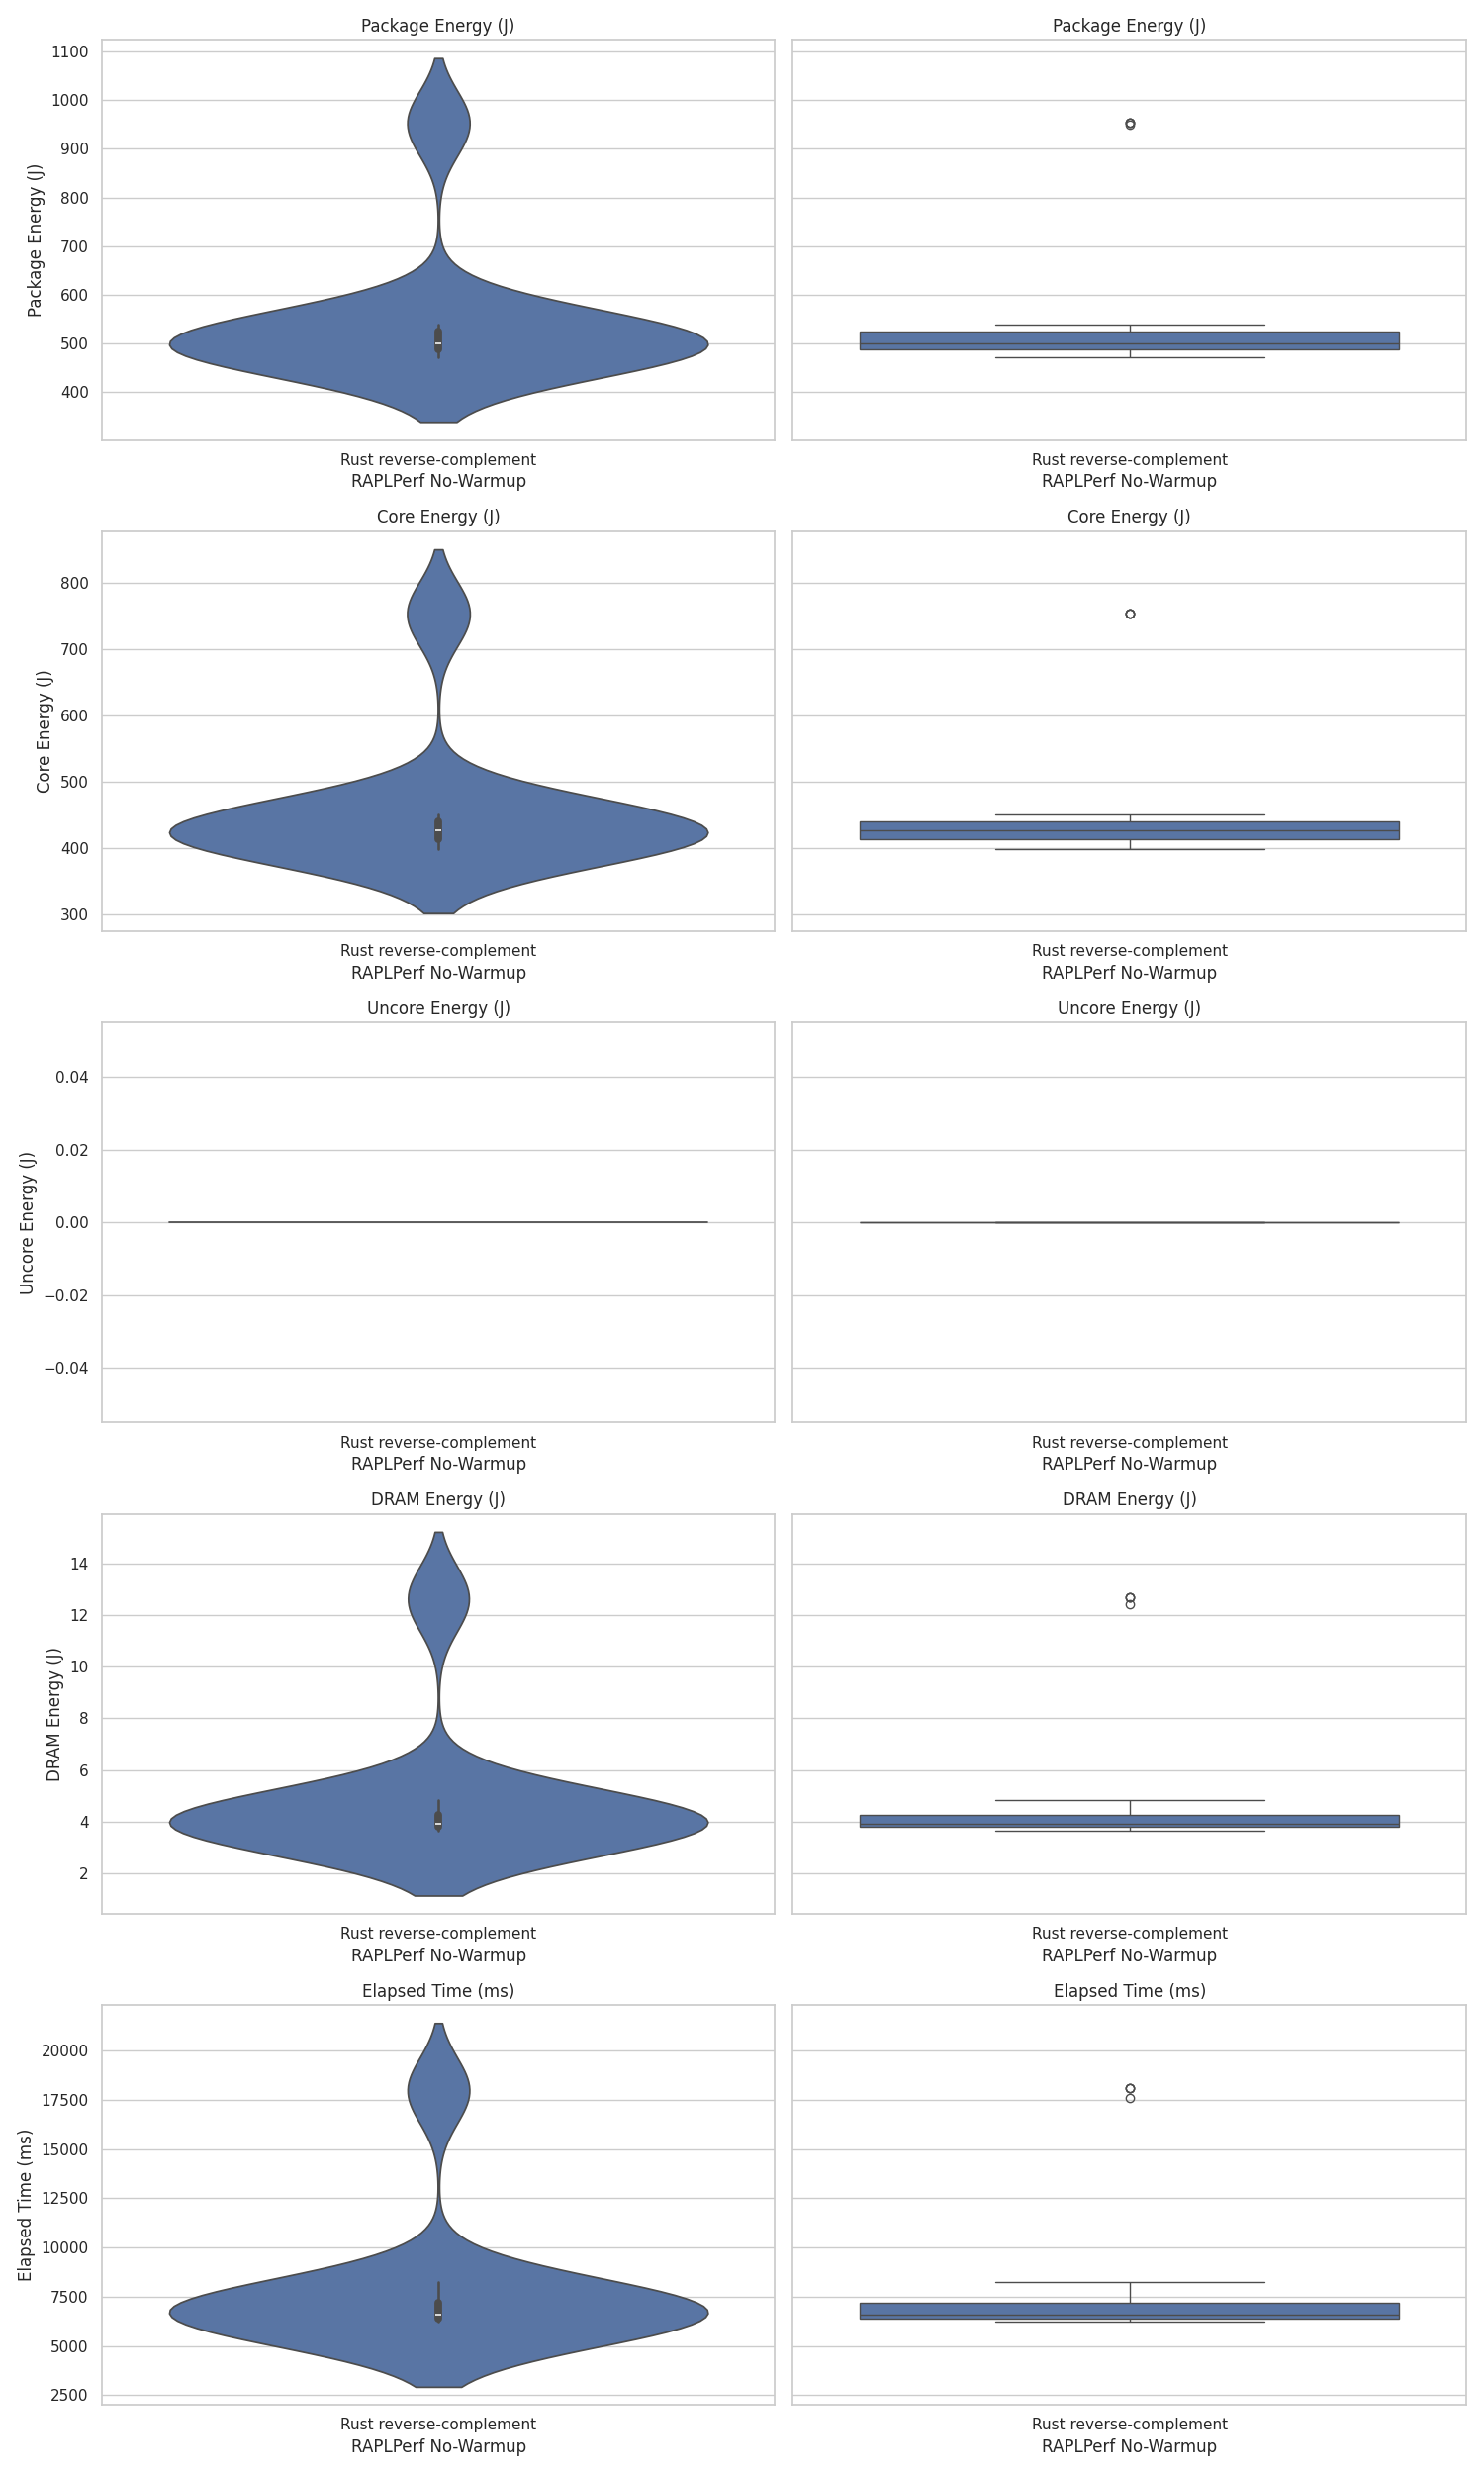 Package Energy (J)
Package Energy (J)
Package Energy (J)
1100
1000
900
800
700
600
500
400
Rust reverse-complement
RAPLPerf No-Warmup
Rust reverse-complement
RAPLPerf No-Warmup
Core Energy (J)
Core Energy (J)
Core Energy (J)
800
700
600
500
400
300
Rust reverse-complement
RAPLPerf No-Warmup
Rust reverse-complement
RAPLPerf No-Warmup
Uncore Energy (J)
Uncore Energy (J)
Uncore Energy (J)
0.04
0.02
0.00
−0.02
−0.04
Rust reverse-complement
RAPLPerf No-Warmup
Rust reverse-complement
RAPLPerf No-Warmup
DRAM Energy (J)
DRAM Energy (J)
DRAM Energy (J)
14
12
10
8
6
4
2
Rust reverse-complement
RAPLPerf No-Warmup
Rust reverse-complement
RAPLPerf No-Warmup
Elapsed Time (ms)
Elapsed Time (ms)
Elapsed Time (ms)
20000
17500
15000
12500
10000
7500
5000
2500
Rust reverse-complement
RAPLPerf No-Warmup
Rust reverse-complement
RAPLPerf No-Warmup